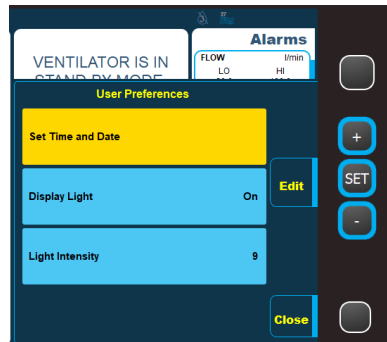 Alarms
VENTILATOR IS IN
STAND BY MODE
FLOW l/min
LO HI
User Preferences
Set Time and Date
Display Light On
Light Intensity 9
Edit
Close
+
SET
-